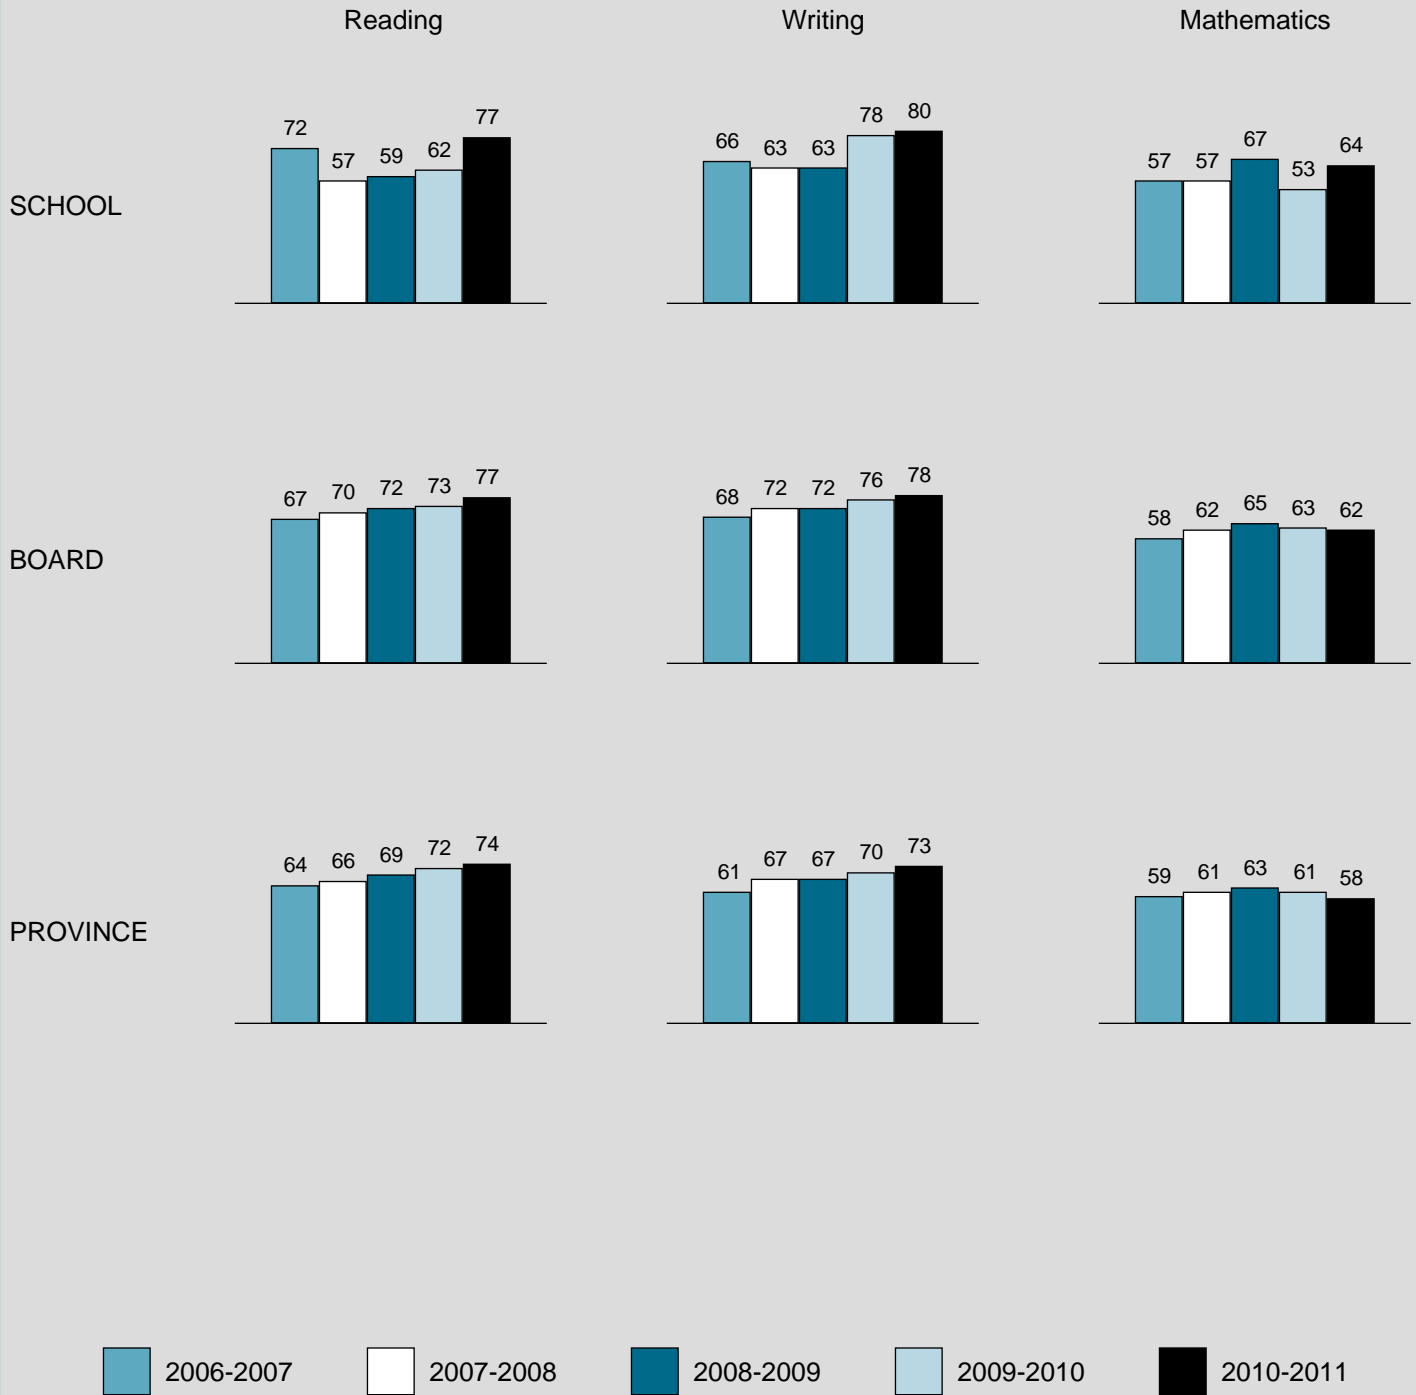 Reading Writing Mathematics
SCHOOL
72 57 59 62 77
66 63 63 78 80
57 57 67 53 64
BOARD
67 70 72 73 77
68 72 72 76 78
58 62 65 63 62
PROVINCE
64 66 69 72 74
61 67 67 70 73
59 61 63 61 58
2006-2007 2007-2008 2008-2009 2009-2010 2010-2011